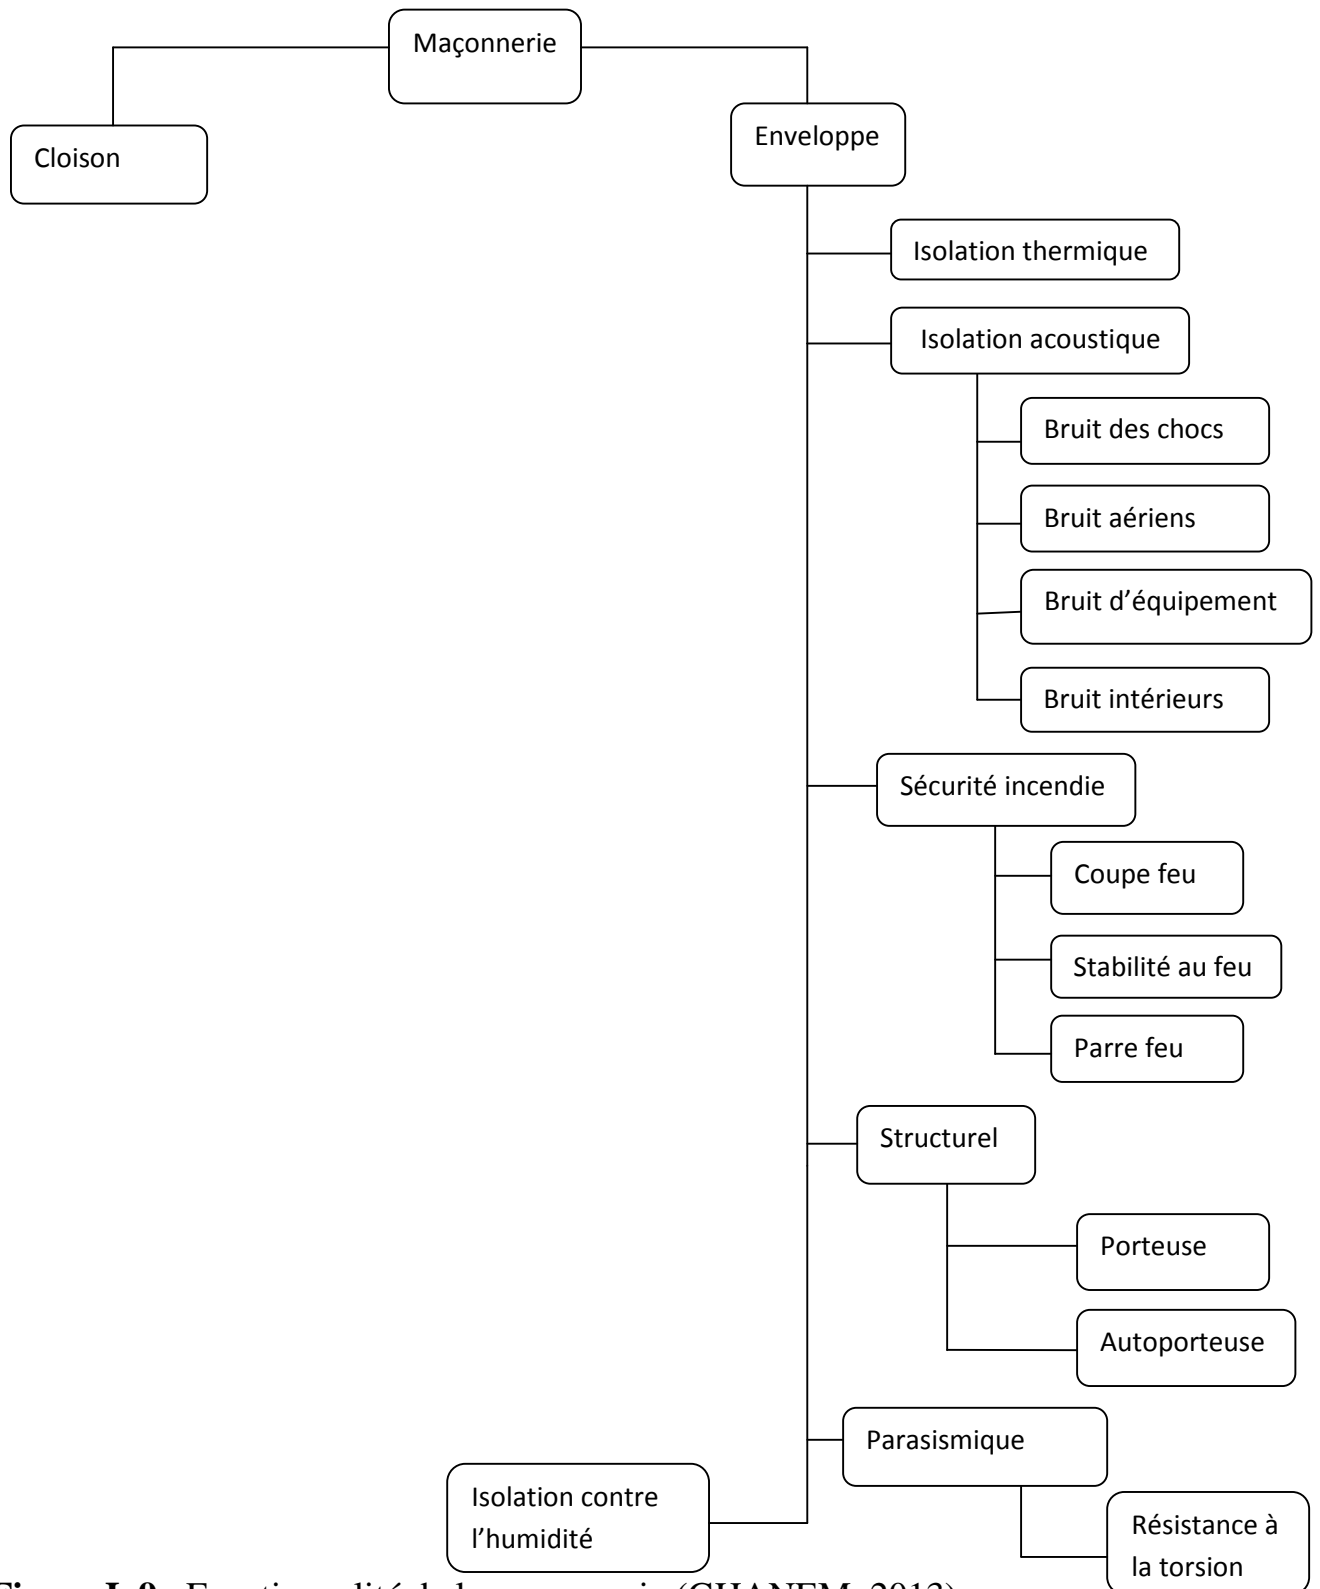 Maçonnerie
Cloison
Enveloppe
Isolation thermique
Isolation acoustique
Bruit des chocs
Bruit aériens
Bruit d’équipement
Bruit intérieurs
Sécurité incendie
Coupe feu
Stabilité au feu
Parre feu
Structurel
Porteuse
Autoporteuse
Parasismique
Isolation contre
l’humidité
Résistance à
la torsion